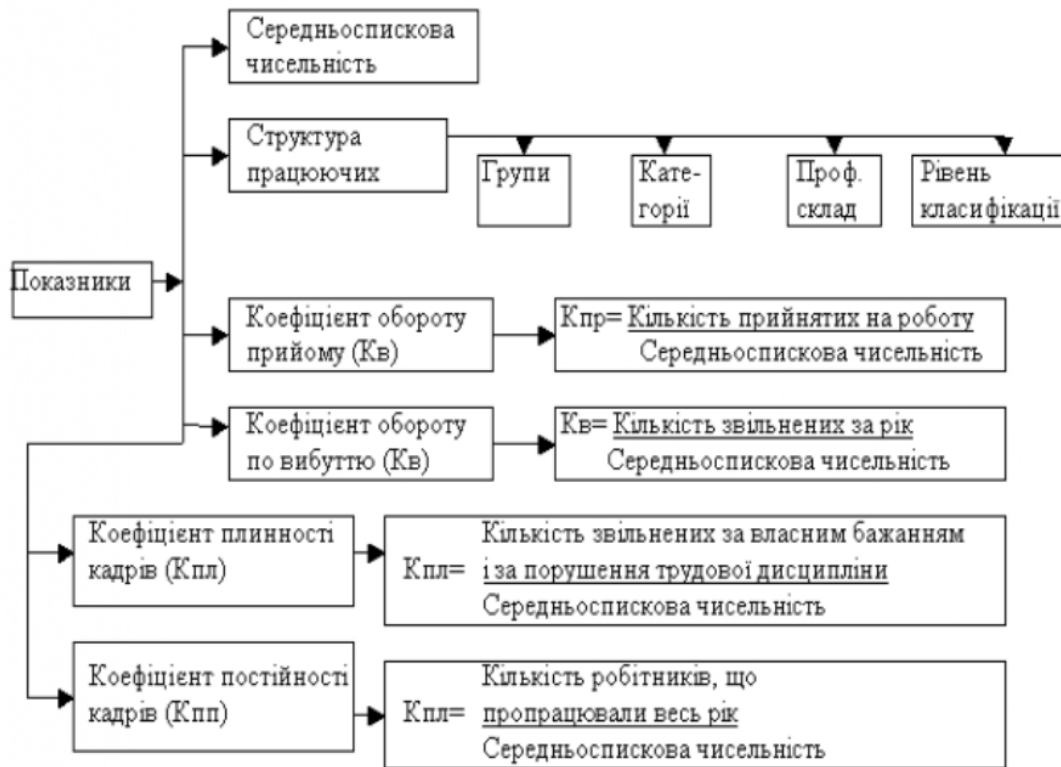 Середньоспискова
чисельність
Структура
працюючих
Групи
Кате-
горії
Проф.
склад
Рівень
класифікації
Показники
Коефіцієнт обороту
прийому (Кв)
Кпр= Кількість прийнятих на роботу
Середньоспискова чисельність
Коефіцієнт обороту
по вибуттю (Кв)
Кв= Кількість звільнених за рік
Середньоспискова чисельність
Коефіцієнт плинності
кадрів (Кпл)
Кількість звільнених за власним бажанням
Кпл= і за порушення трудової дисципліни
Середньоспискова чисельність
Коефіцієнт постійності
кадрів (Кпп)
Кількість робітників, що
Кпл= пропрацювали весь рік
Середньоспискова чисельність